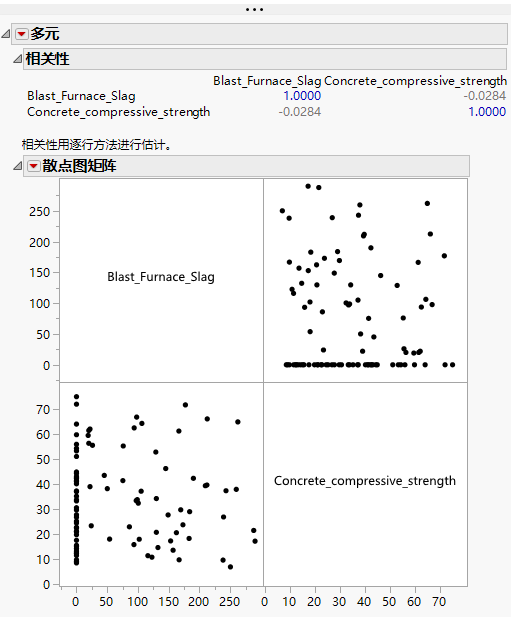 多元
相关性
Blast_Furnace_Slag Concrete_compressive_strength
Blast_Furnace_Slag 1.0000 -0.0284
Concrete_compressive_strength -0.0284 1.0000
相关性用逐行方法进行估计。
散点图矩阵
250
200
150
100
50
0
Blast_Furnace_Slag
70
60
50
40
30
20
10
0
Concrete_compressive_strength
0 50 100 150 200 250 0 10 20 30 40 50 60 70